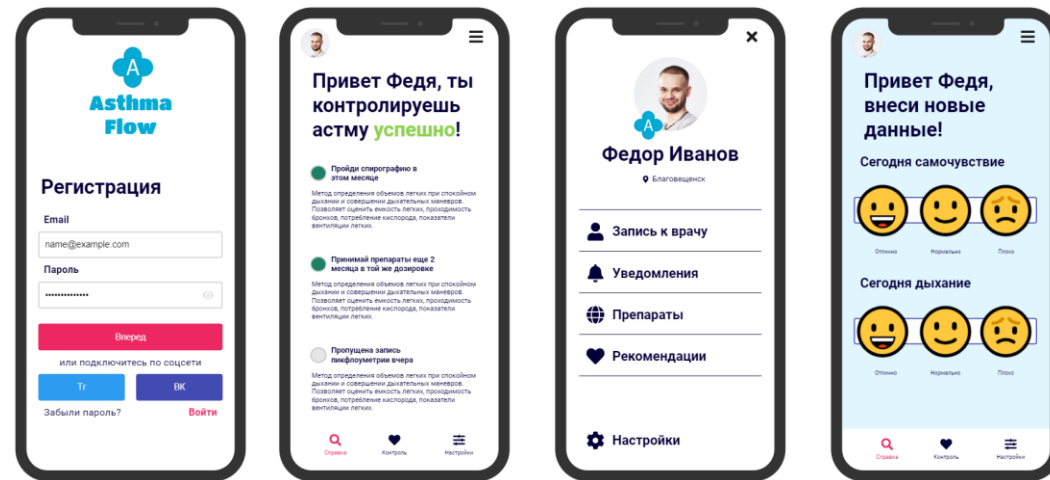 A
Asthma
Flow
Регистрация
Email
name@example.com
Пароль
Вперед
или подключитесь по соцсети
Тг
ВК
Забыли пароль?
Войти
Привет Федя, ты
контролируешь
астму успешно!
Пройди спирографию в
этом месяце
Метод определения объемов легких при спокойном
дыхании и совершении дыхательных маневров.
Позволяет оценить емкость легких, проходимость
бронхов, потребление кислорода, показатели
вентиляции легких.
Принимай препараты еще 2
месяца в той же дозировке
Метод определения объемов легких при спокойном
дыхании и совершении дыхательных маневров.
Позволяет оценить емкость легких, проходимость
бронхов, потребление кислорода, показатели
вентиляции легких.
Пропущена запись
пикфлоуметрии вчера
Метод определения объемов легких при спокойном
дыхании и совершении дыхательных маневров.
Позволяет оценить емкость легких, проходимость
бронхов, потребление кислорода, показатели
вентиляции легких.
Справка
Контроль
Настройки
A
Федор Иванов
Благовещенск
Запись к врачу
Уведомления
Препараты
Рекомендации
Настройки
Привет Федя,
внеси новые
данные!
Сегодня самочувствие
Отлично
Нормально
Плохо
Сегодня дыхание
Отлично
Нормально
Плохо
Справка
Контроль
Настройки